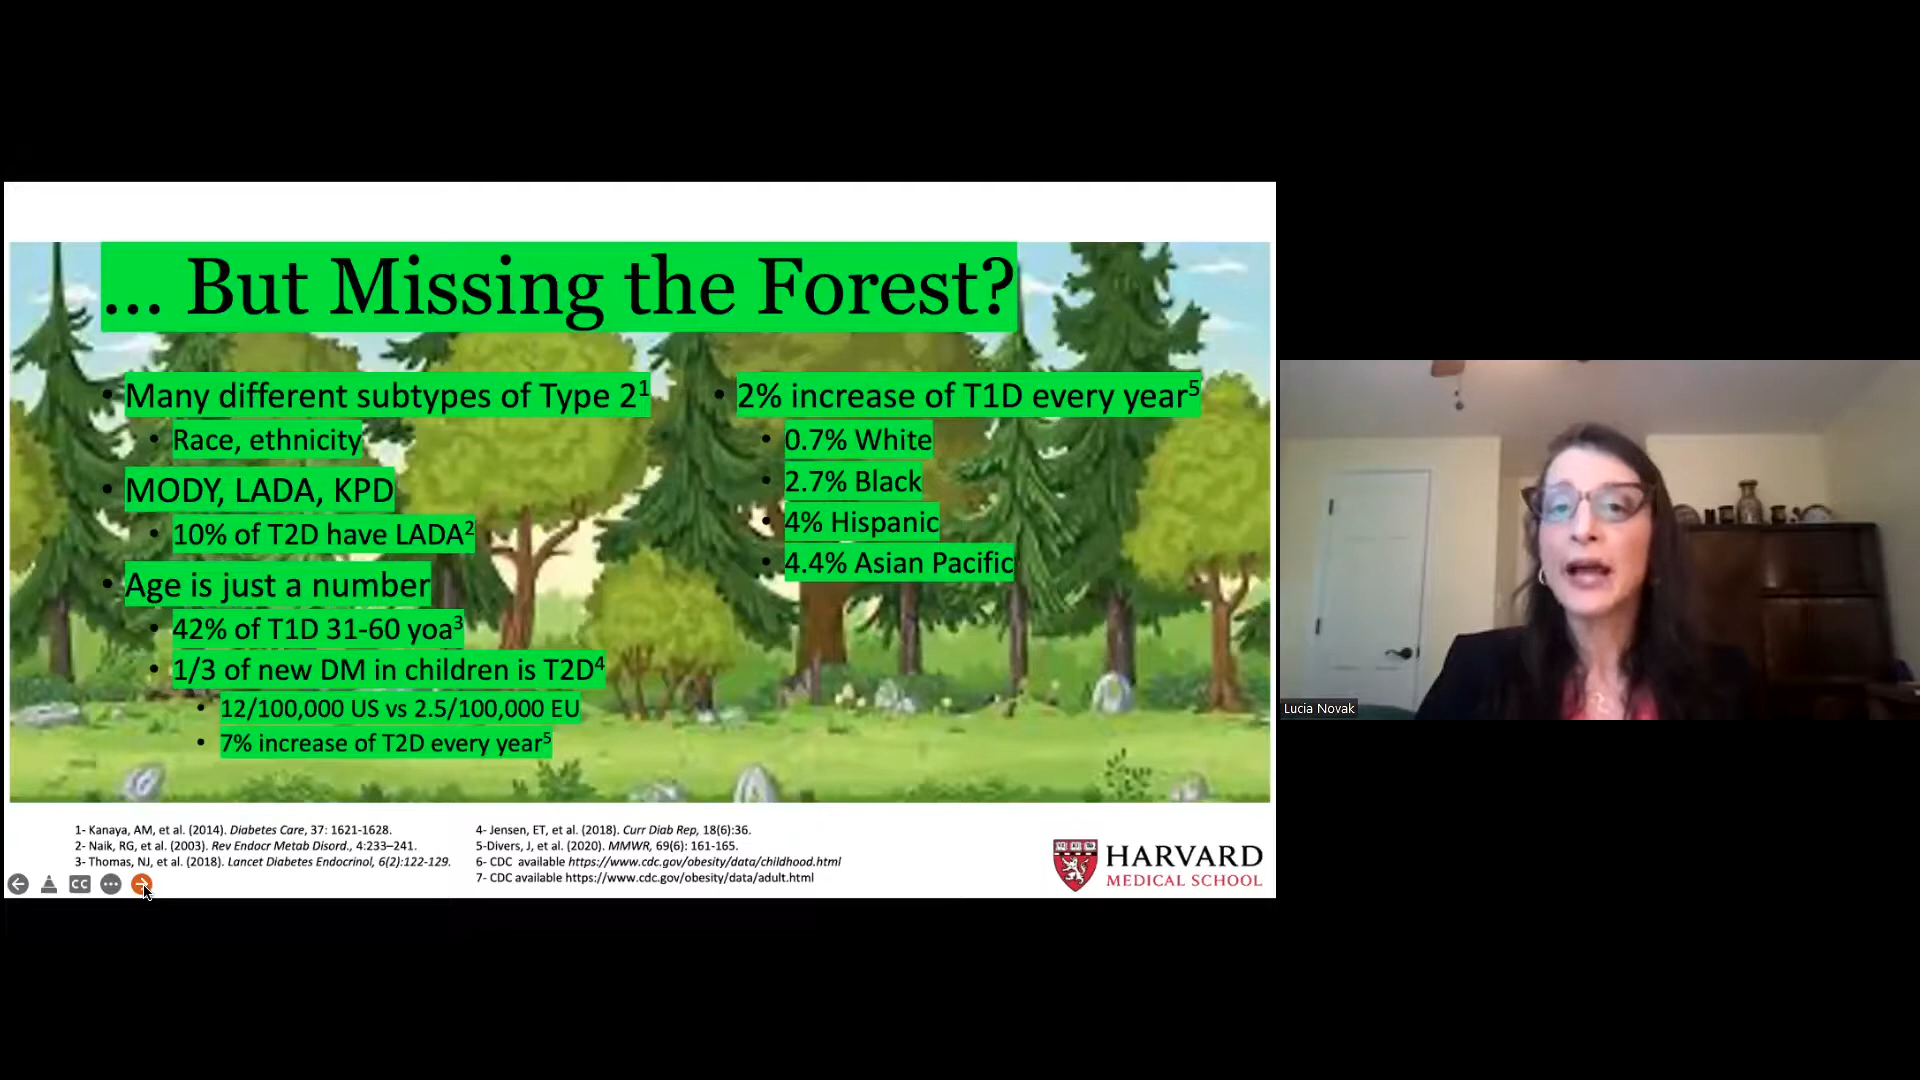 ... But Missing the Forest?
• Many different subtypes of Type 2¹
• Race, ethnicity
• MODY, LADA, KPD
• 10% of T2D have LADA²
• Age is just a number
• 42% of T1D 31-60 yoa³
• 1/3 of new DM in children is T2D⁴
• 12/100,000 US vs 2.5/100,000 EU
• 7% increase of T2D every year⁵
• 2% increase of T1D every year⁵
• 0.7% White
• 2.7% Black
• 4% Hispanic
• 4.4% Asian Pacific
1- Kanaya, AM, et al. (2014). Diabetes Care, 37: 1621-1628.
2- Naik, RG, et al. (2003). Rev Endocr Metab Disord., 4:233–241.
3- Thomas, NJ, et al. (2018). Lancet Diabetes Endocrinol, 6(2):122-129.
4- Jensen, ET, et al. (2018). Curr Diab Rep, 18(6):36.
5-Divers, J, et al. (2020). MMWR, 69(6): 161-165.
6- CDC available https://www.cdc.gov/obesity/data/childhood.html
7- CDC available https://www.cdc.gov/obesity/data/adult.html
HARVARD
MEDICAL SCHOOL
CC
Lucia Novak